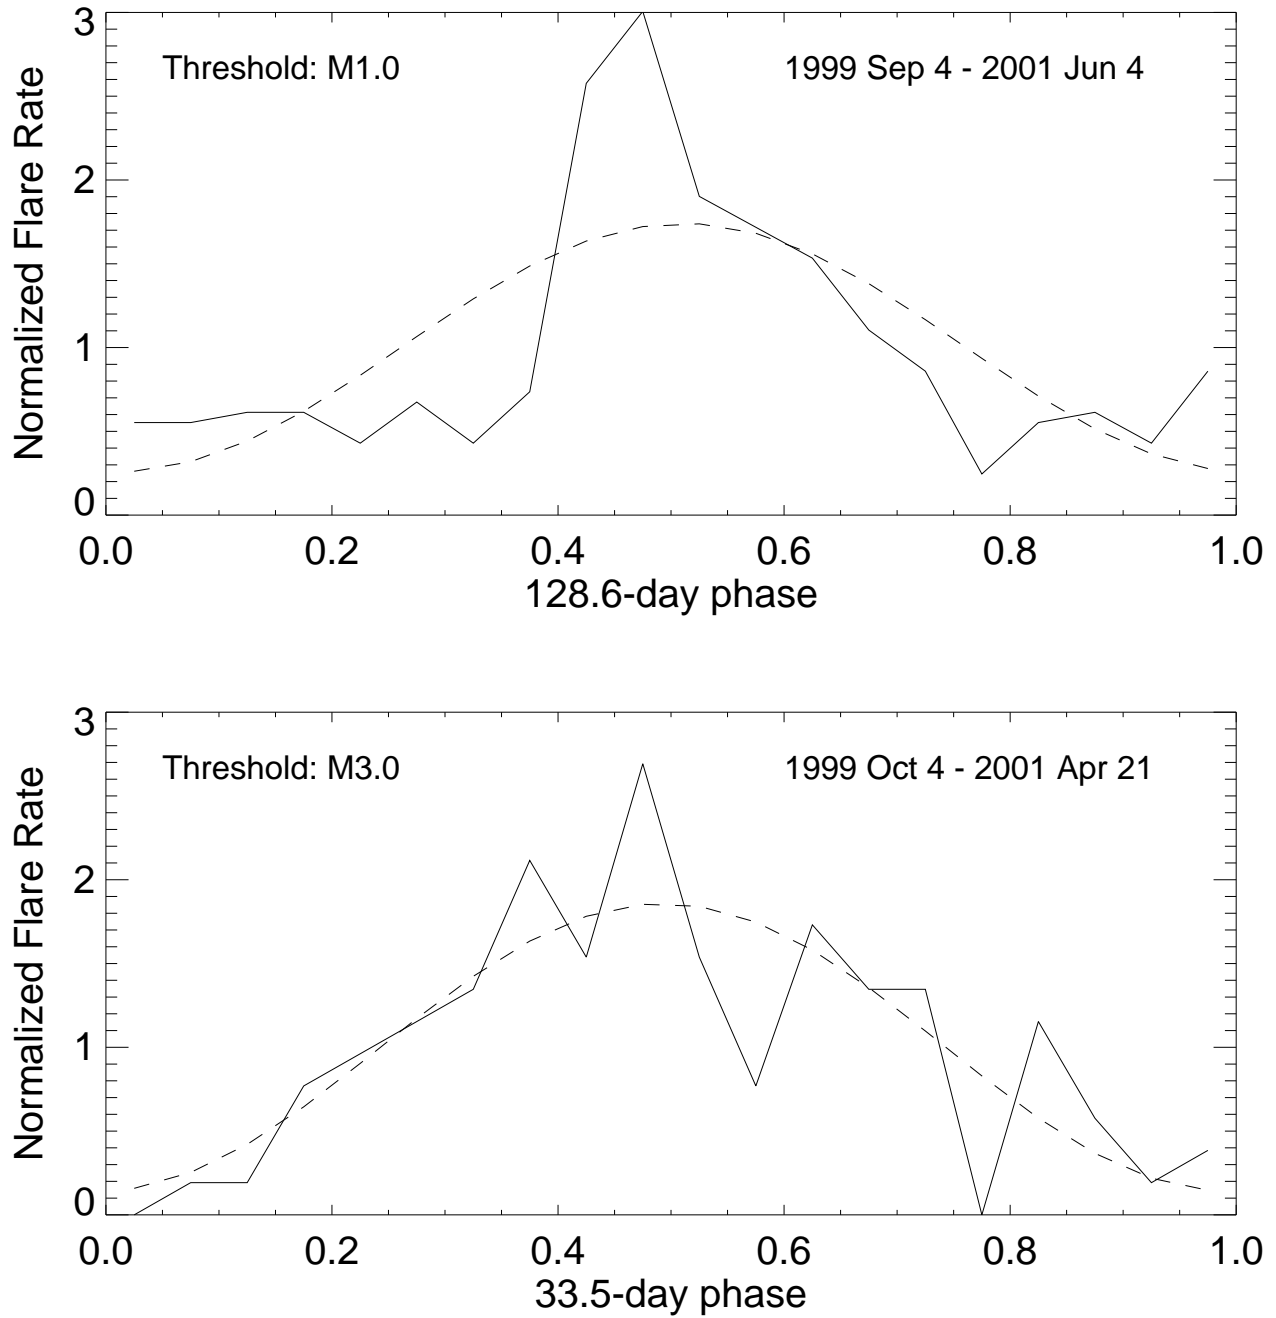 3
Threshold: M1.0
1999 Sep 4 - 2001 Jun 4
2
1
0
Normalized Flare Rate
0.0 0.2 0.4 0.6 0.8 1.0
128.6-day phase
3
Threshold: M3.0
1999 Oct 4 - 2001 Apr 21
2
1
0
Normalized Flare Rate
0.0 0.2 0.4 0.6 0.8 1.0
33.5-day phase